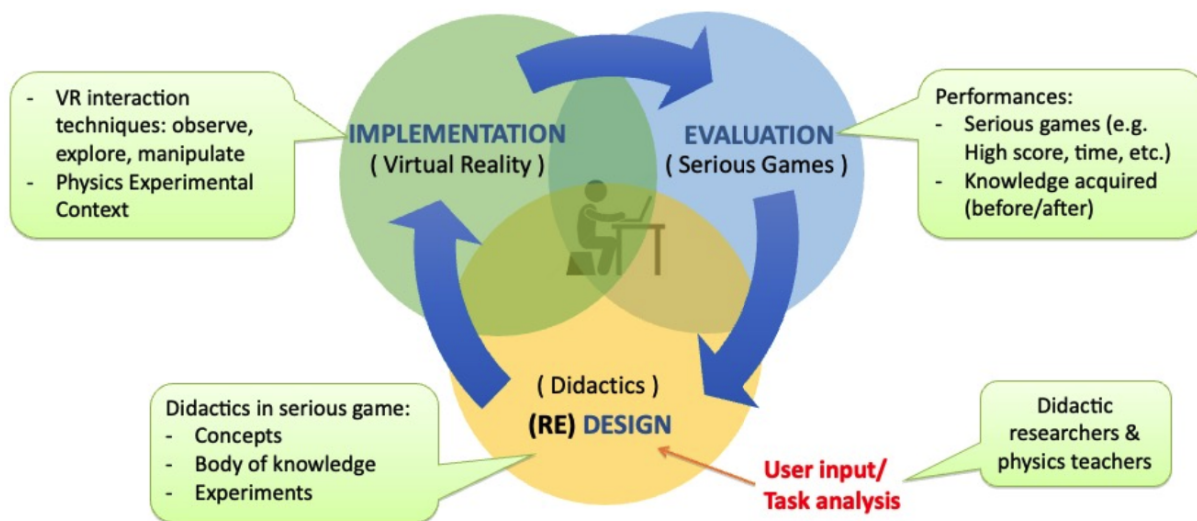 - VR interaction
techniques: observe,
explore, manipulate
- Physics Experimental
Context
IMPLEMENTATION
( Virtual Reality )
EVALUATION
( Serious Games )
Performances:
- Serious games (e.g.
High score, time, etc.)
- Knowledge acquired
(before/after)
( Didactics )
(RE) DESIGN
Didactics in serious game:
- Concepts
- Body of knowledge
- Experiments
User input/
Task analysis
Didactic
researchers &
physics teachers